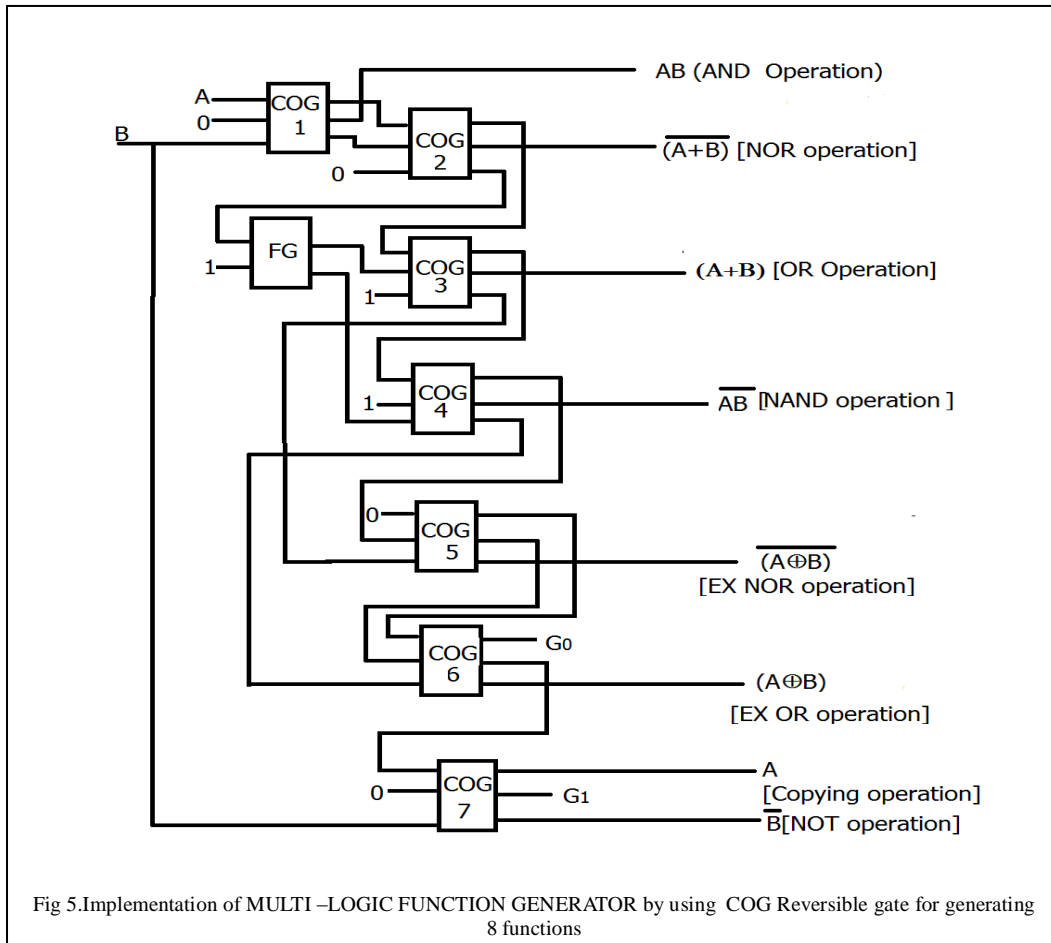 AB (AND Operation)
A
COG
1
0
B
COG
2
0
(A+B) [NOR operation]
FG
1
COG
3
1
(A+B) [OR Operation]
COG
4
1
AB [NAND operation ]
0
COG
5
(A⊕B)
[EX NOR operation]
COG
6
G0
(A⊕B)
[EX OR operation]
COG
7
0
G1
A
[Copying operation]
B[NOT operation]
Fig 5.Implementation of MULTI –LOGIC FUNCTION GENERATOR by using COG Reversible gate for generating
8 functions